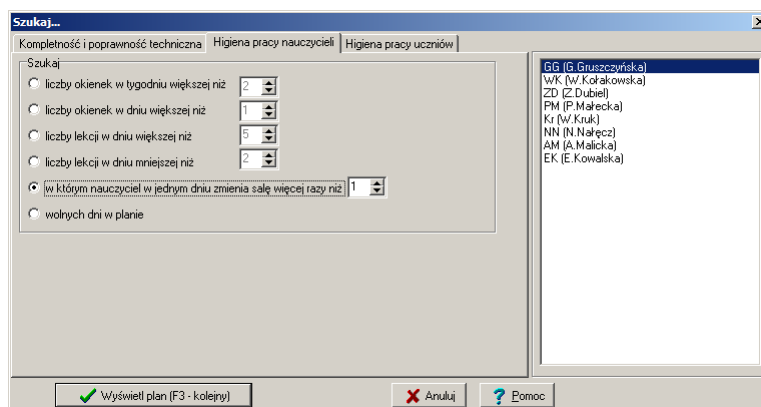 Szukaj...
Kompletność i poprawność techniczna Higiena pracy nauczycieli Higiena pracy uczniów
Szukaj
liczby okienek w tygodniu większej niż 2
liczby okienek w dniu większej niż 1
liczby lekcji w dniu większej niż 5
liczby lekcji w dniu mniejszej niż 2
w którym nauczyciel w jednym dniu zmienia salę więcej razy niż 1
wolnych dni w planie
GG (G.Gruszczyńska)
WK (W.Kołakowska)
ZD (Z.Dubiel)
PM (P.Małecka)
Kr (W.Kruk)
NN (N.Nałęcz)
AM (A.Malicka)
EK (E.Kowalska)
Wyświetl plan (F3 - kolejny) Anuluj ? Pomoc